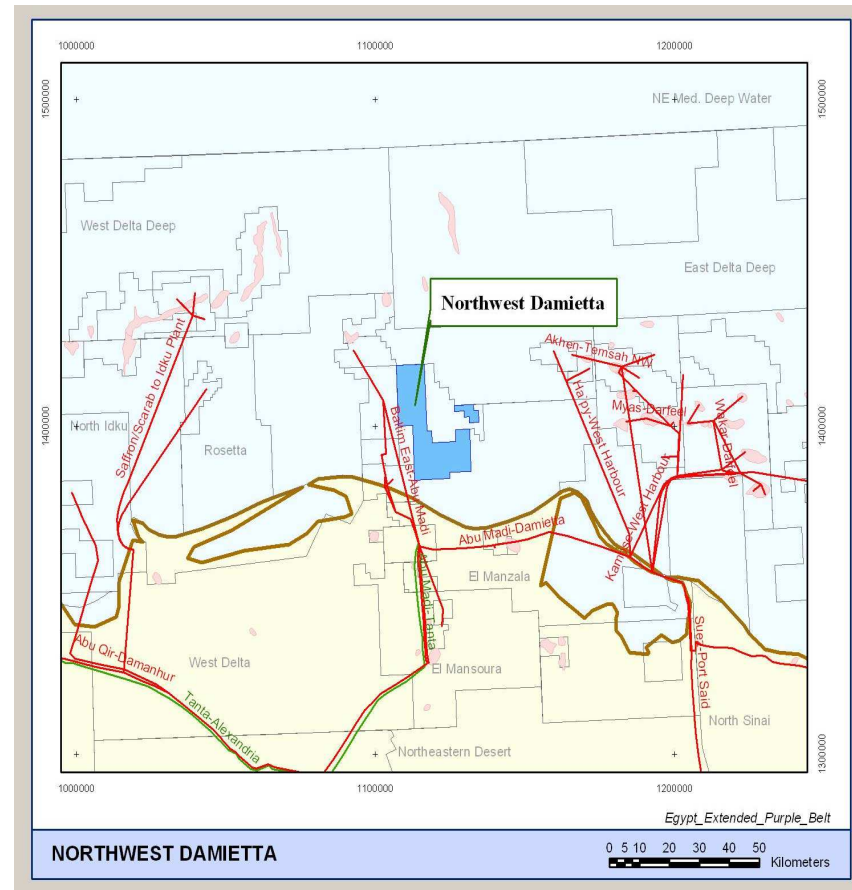 1000000
1100000
1200000
1500000
1500000
NE Med. Deep Water
West Delta Deep
East Delta Deep
Northwest Damietta
Saffron/Scarab to Idku Plant
Akhen-Temsah NW
Ha'py-West Harbour
Myas-Darfeel
Wakar-Darfeel
1400000
1400000
North Idku
Rosetta
Baltim East-Abu Madi
Kamose-West Harbour
Abu Madi-Damietta
El Manzala
Abu Madi-Tanta
Abu Qir-Damanhur
West Delta
El Mansoura
Suez-Port Said
Tanta-Alexandria
North Sinai
Northeastern Desert
1300000
1000000
1100000
1200000
Egypt_Extended_Purple_Belt
NORTHWEST DAMIETTA
0 5 10 20 30 40 50
Kilometers